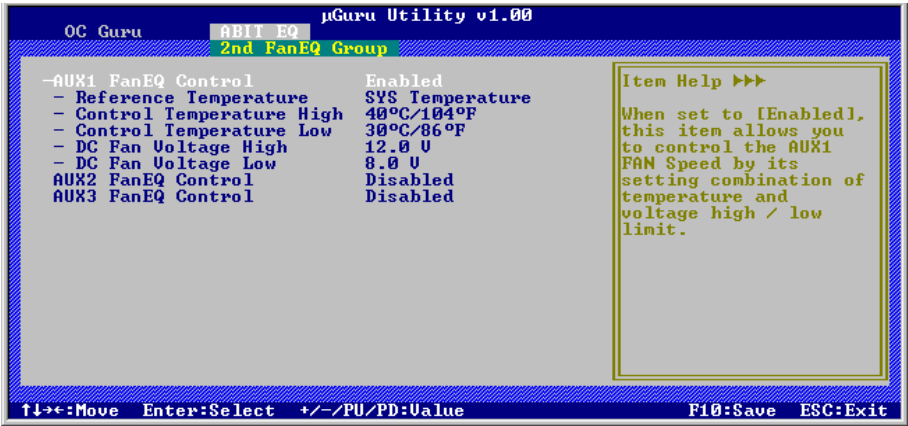 µGuru Utility v1.00
OC Guru ABIT EQ
2nd FanEQ Group
—AUX1 FanEQ Control Enabled
- Reference Temperature SYS Temperature
- Control Temperature High 40ºC/104ºF
- Control Temperature Low 30ºC/86ºF
- DC Fan Voltage High 12.0 V
- DC Fan Voltage Low 8.0 V
AUX2 FanEQ Control Disabled
AUX3 FanEQ Control Disabled
Item Help ►►►
When set to [Enabled],
this item allows you
to control the AUX1
FAN Speed by its
setting combination of
temperature and
voltage high / low
limit.
↑↓→←:Move Enter:Select +/-/PU/PD:Value F10:Save ESC:Exit